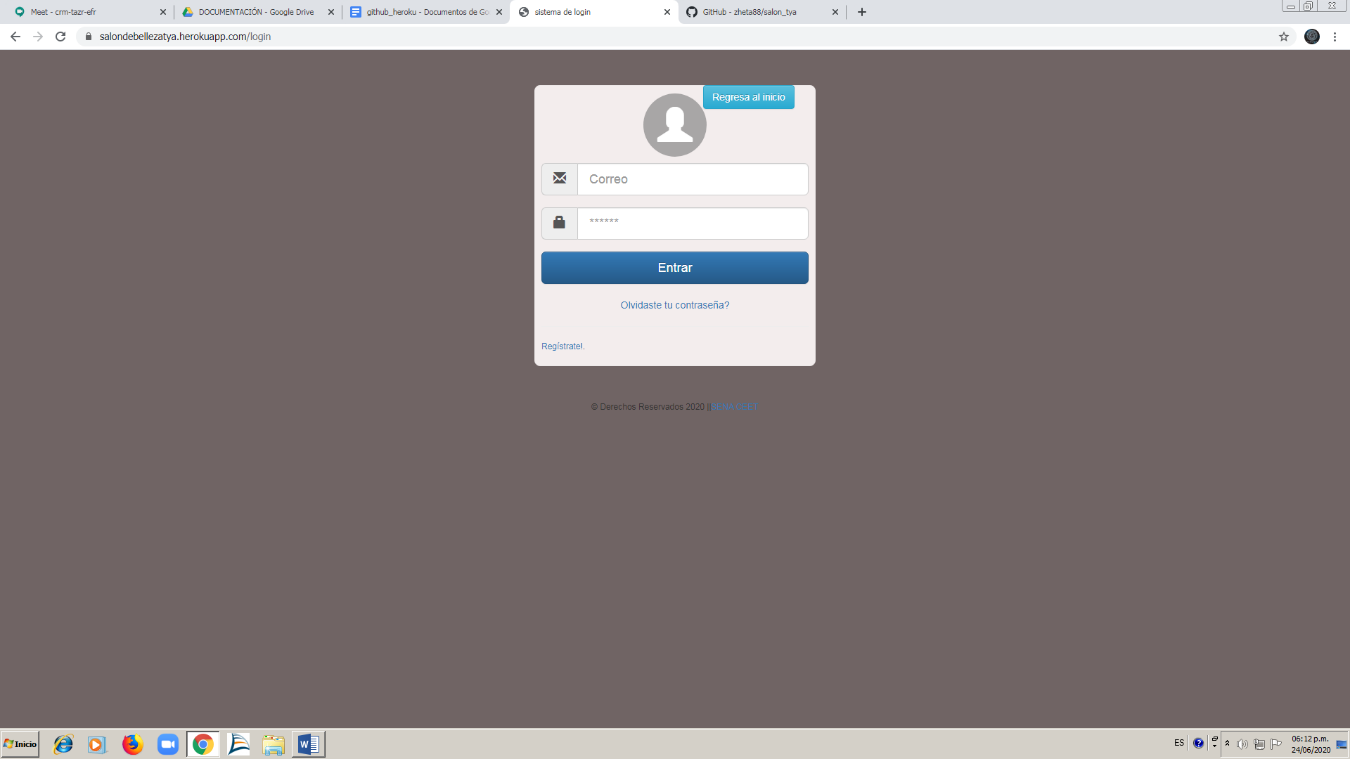 Meet - crm-tazr-efr
DOCUMENTACIÓN - Google Drive
github_heroku - Documentos de Go
sistema de login
GitHub - zheta88/salon_tya
salondebellezatya.herokuapp.com/login
Regresa al inicio
Correo
******
Entrar
Olvidaste tu contraseña?
Regístrate!.
© Derechos Reservados 2020 ||
Inicio
ES
06:12 p.m.
24/06/2020